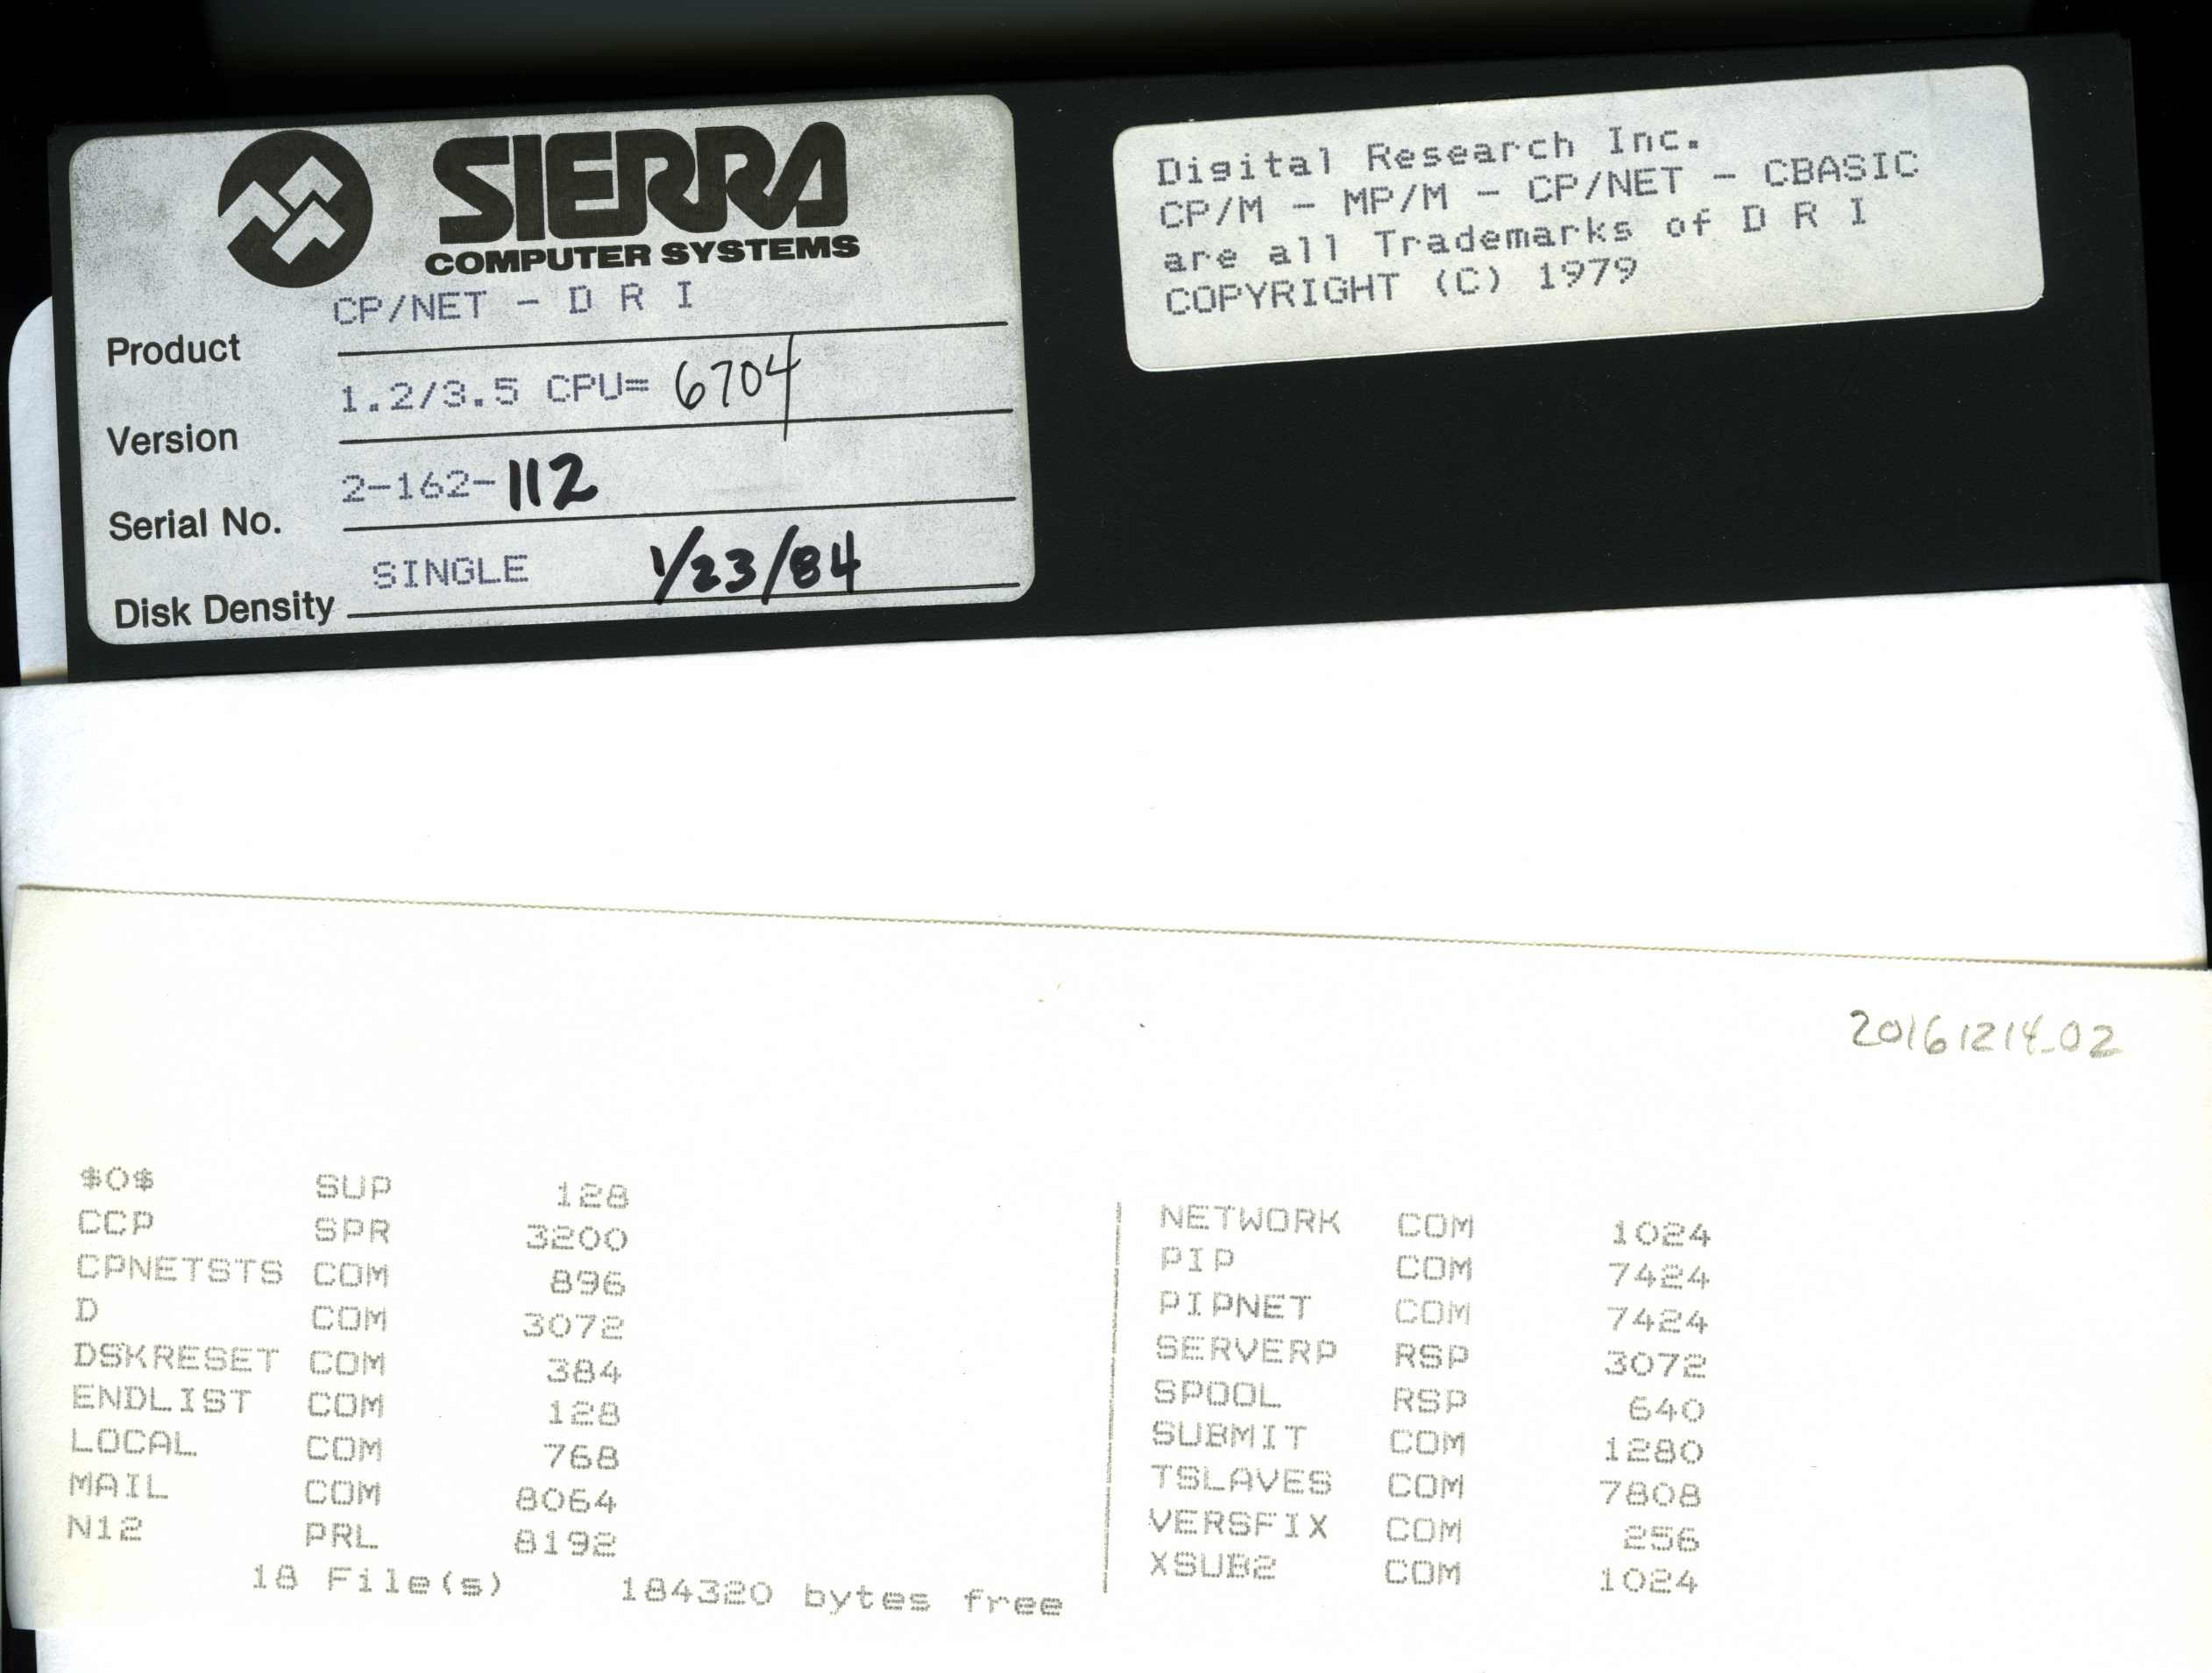 SIERRA
COMPUTER SYSTEMS
Product CP/NET - D R I
Version 1.2/3.5 CPU= 6704
Serial No. 2-162-112
Disk Density SINGLE 1/23/84
Digital Research Inc.
CP/M - MP/M - CP/NET - CBASIC
are all Trademarks of D R I
COPYRIGHT (C) 1979
20161214_02
$0$ SUP 128
CCP SPR 3200
CPNETSTS COM 896
D COM 3072
DSKRESET COM 384
ENDLIST COM 128
LOCAL COM 768
MAIL COM 8064
N12 PRL 8192
18 File(s) 184320 bytes free
NETWORK COM 1024
PIP COM 7424
PIPNET COM 7424
SERVERP RSP 3072
SPOOL RSP 640
SUBMIT COM 1280
TSLAVES COM 7808
VERSFIX COM 256
XSUB2 COM 1024